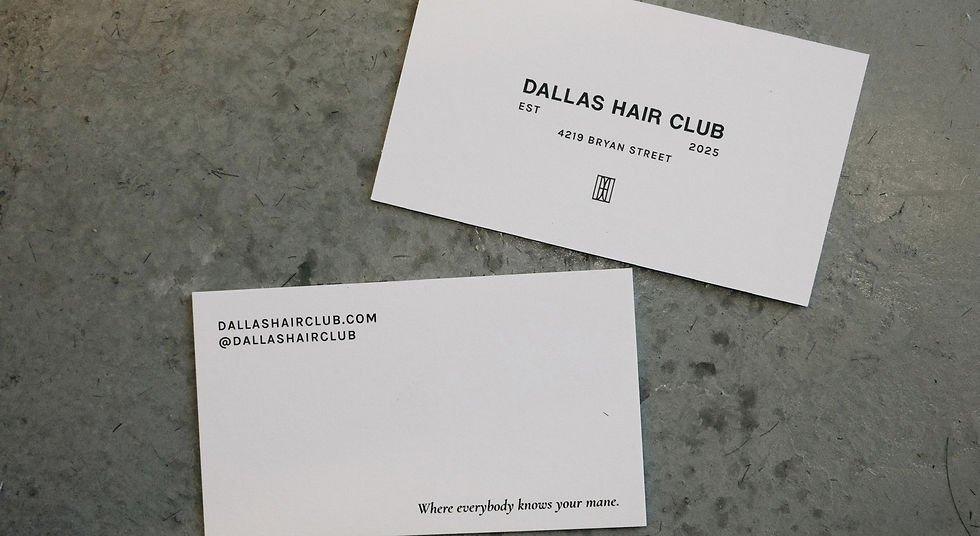 DALLAS HAIR CLUB
EST 2025
4219 BRYAN STREET
DALLASHAIRCLUB.COM
@DALLASHAIRCLUB
Where everybody knows your mane.